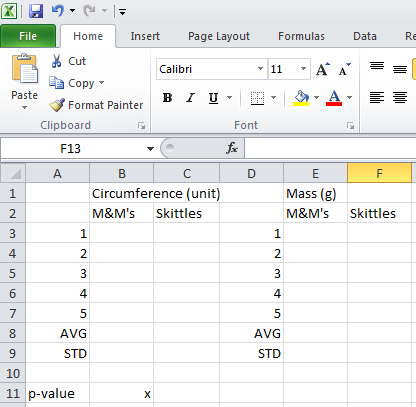 File Home Insert Page Layout Formulas Data
Cut
Copy
Format Painter
Paste
Calibri 11 A A
B I U A
Clipboard Font
F13 fx
A B C D E F
1 Circumference (unit) Mass (g)
2 M&M's Skittles M&M's Skittles
3 1 1
4 2 2
5 3 3
6 4 4
7 5 5
8 AVG AVG
9 STD STD
10
11 p-value x